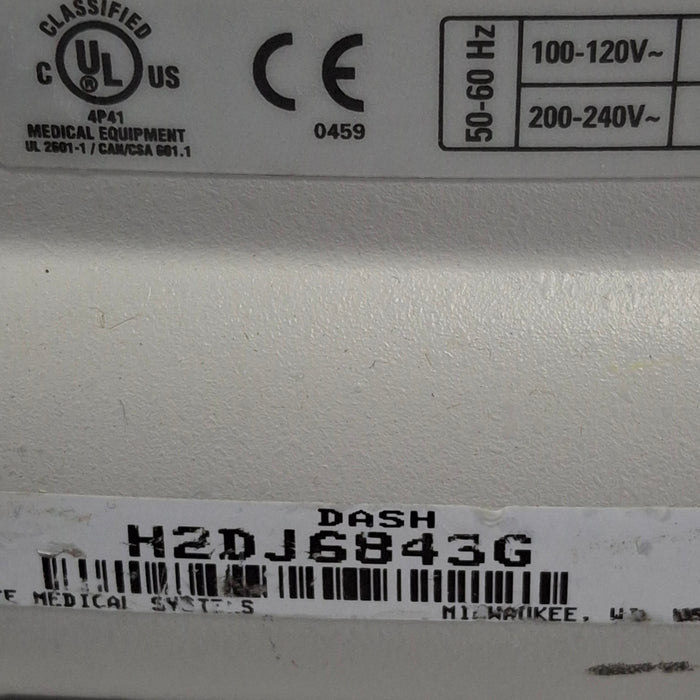 CLASSIFIED
C UL® US
4P41
MEDICAL EQUIPMENT
UL 2601-1 / CAN/CSA 601.1
CE
0459
50-60 Hz
100-120V~
200-240V~
DASH
H2DJ6843G
MEDICAL SYSTEMS
MILWAUKEE,